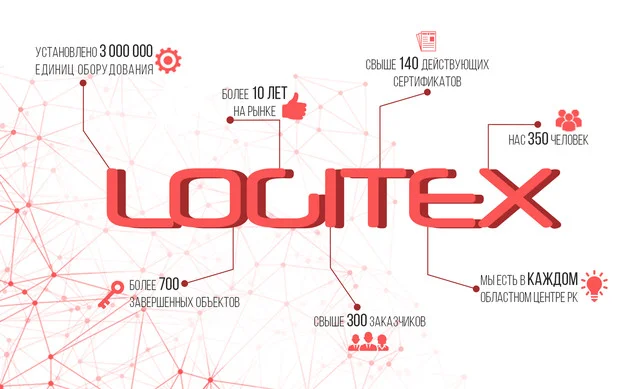 УСТАНОВЛЕНО 3 000 000
ЕДИНИЦ ОБОРУДОВАНИЯ
БОЛЕЕ 10 ЛЕТ
НА РЫНКЕ
СВЫШЕ 140 ДЕЙСТВУЮЩИХ
СЕРТИФИКАТОВ
НАС 350 ЧЕЛОВЕК
LOGITEX
БОЛЕЕ 700
ЗАВЕРШЕННЫХ ОБЪЕКТОВ
СВЫШЕ 300 ЗАКАЗЧИКОВ
МЫ ЕСТЬ В КАЖДОМ
ОБЛАСТНОМ ЦЕНТРЕ РК